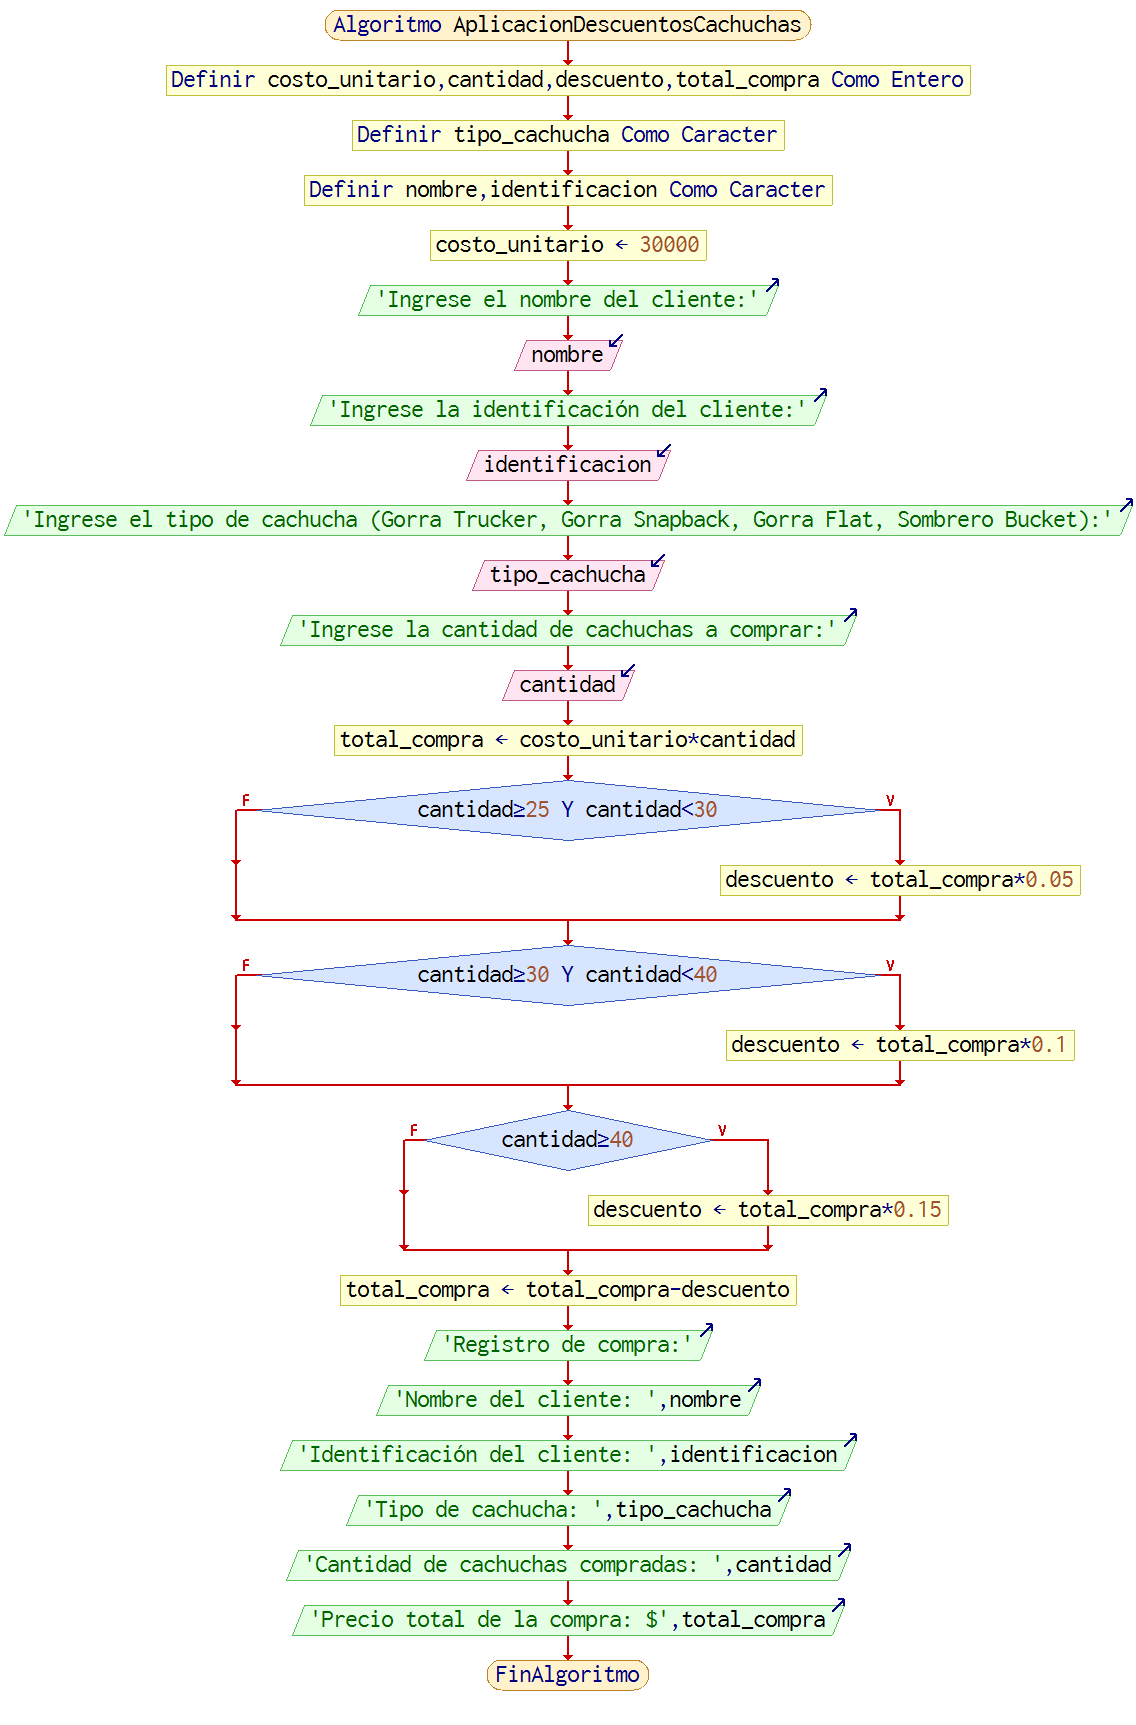 Algoritmo AplicacionDescuentosCachuchas
Definir costo_unitario,cantidad,descuento,total_compra Como Entero
Definir tipo_cachucha Como Caracter
Definir nombre,identificacion Como Caracter
costo_unitario ← 30000
'Ingrese el nombre del cliente:'
nombre
'Ingrese la identificación del cliente:'
identificacion
'Ingrese el tipo de cachucha (Gorra Trucker, Gorra Snapback, Gorra Flat, Sombrero Bucket):'
tipo_cachucha
'Ingrese la cantidad de cachuchas a comprar:'
cantidad
total_compra ← costo_unitario*cantidad
F
V
cantidad≥25 Y cantidad<30
descuento ← total_compra*0.05
F
V
cantidad≥30 Y cantidad<40
descuento ← total_compra*0.1
F
V
cantidad≥40
descuento ← total_compra*0.15
total_compra ← total_compra-descuento
'Registro de compra:'
'Nombre del cliente: ',nombre
'Identificación del cliente: ',identificacion
'Tipo de cachucha: ',tipo_cachucha
'Cantidad de cachuchas compradas: ',cantidad
'Precio total de la compra: $',total_compra
FinAlgoritmo